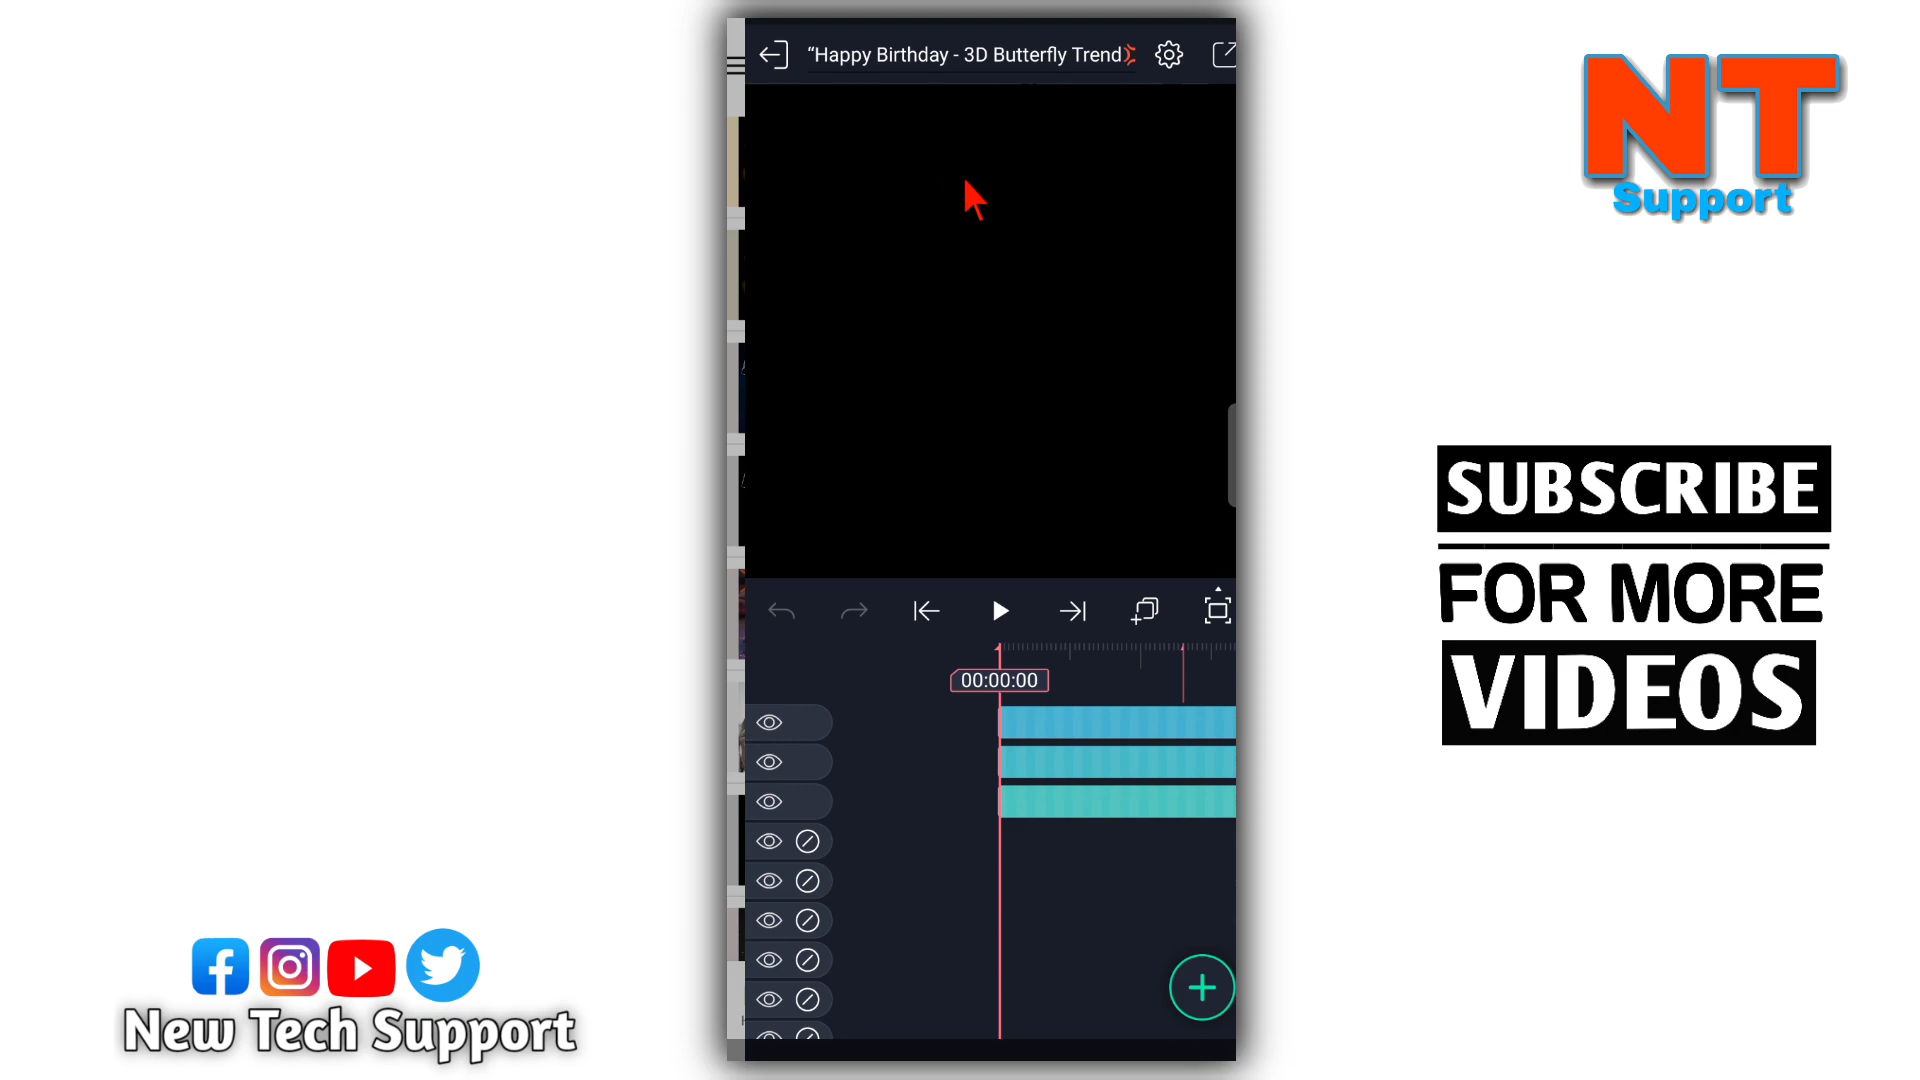 “Happy Birthday - 3D Butterfly Trend
NT
Support
SUBSCRIBE
FOR MORE
VIDEOS
00:00:00
New Tech Support